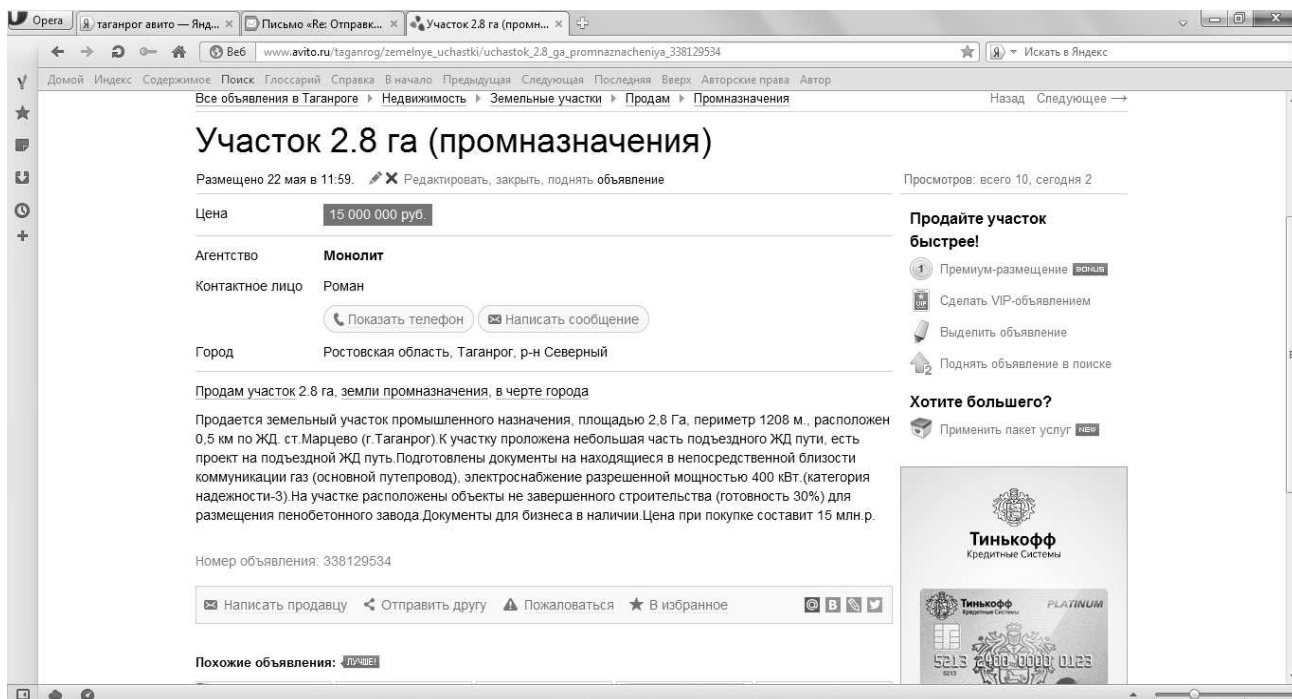 Opera
таганрог авито — Янд...
Письмо «Re: Отправк...
Участок 2.8 га (промн...
Веб
www.avito.ru/taganrog/zemelnye_uchastki/uchastok_2.8_ga_promnaznacheniya_338129534
Искать в Яндекс
Домой Индекс Содержимое Поиск Глоссарий Справка В начало Предыдущая Следующая Последняя Вверх Авторские права Автор
Все объявления в Таганроге Недвижимость Земельные участки Продам Промназначения
Назад Следующее →
Участок 2.8 га (промназначения)
Размещено 22 мая в 11:59. Редактировать, закрыть, поднять объявление
Просмотров: всего 10, сегодня 2
Цена 15 000 000 руб.
Агентство Монолит
Контактное лицо Роман
Показать телефон Написать сообщение
Город Ростовская область, Таганрог, р-н Северный
Продам участок 2.8 га, земли промназначения, в черте города
Продается земельный участок промышленного назначения, площадью 2,8 Га, периметр 1208 м., расположен
0,5 км по ЖД. ст.Марцево (г.Таганрог).К участку проложена небольшая часть подъездного ЖД пути, есть
проект на подъездной ЖД путь.Подготовлены документы на находящиеся в непосредственной близости
коммуникации газ (основной путепровод), электроснабжение разрешенной мощностью 400 кВт.(категория
надежности-3).На участке расположены объекты не завершенного строительства (готовность 30%) для
размещения пенобетонного завода.Документы для бизнеса в наличии.Цена при покупке составит 15 млн.р.
Номер объявления: 338129534
Написать продавцу Отправить другу Пожаловаться В избранное
Похожие объявления: ЛУЧШЕ!
Продайте участок
быстрее!
1 Премиум-размещение BONUS
VIP Сделать VIP-объявлением
Выделить объявление
2 Поднять объявление в поиске
Хотите большего?
Применить пакет услуг NEW
Тинькофф
Кредитные Системы
Тинькофф PLATINUM
Кредитные Системы
5213 2400 0000 0123
5213